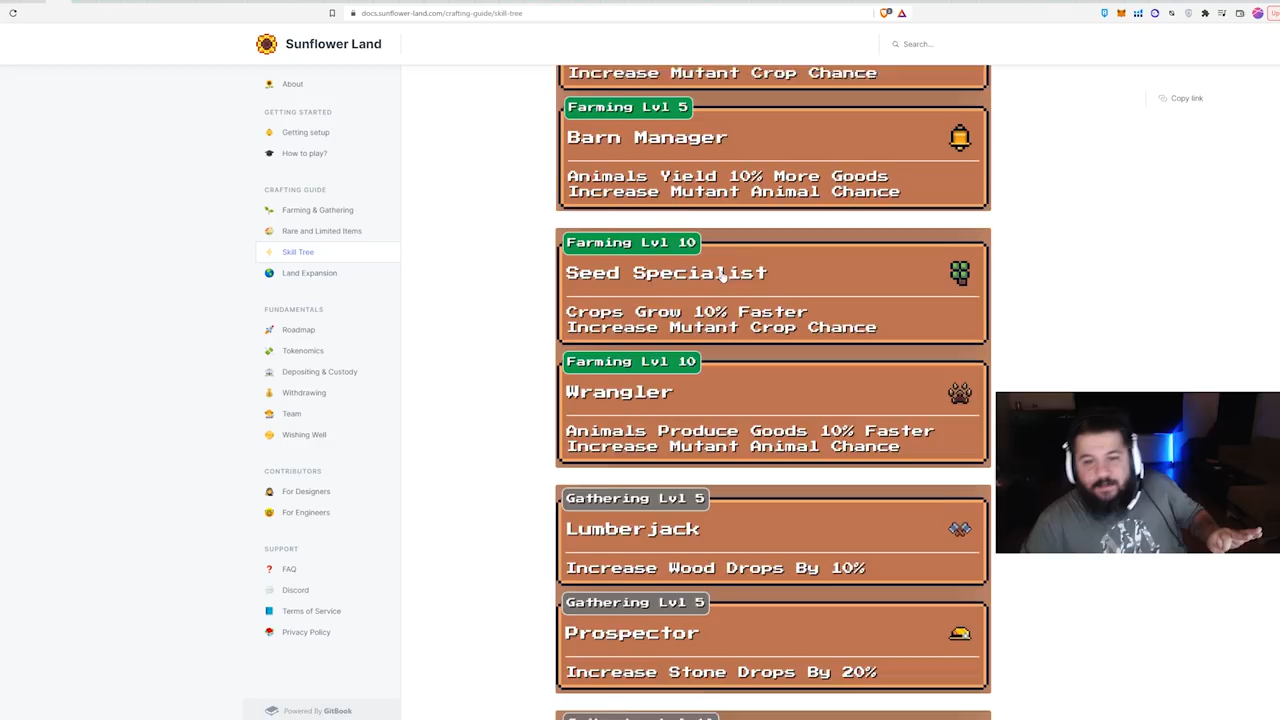 docs.sunflower-land.com/crafting-guide/skill-tree
Sunflower Land
Search...
About
GETTING STARTED
Getting setup
How to play?
CRAFTING GUIDE
Farming & Gathering
Rare and Limited Items
Skill Tree
Land Expansion
FUNDAMENTALS
Roadmap
Tokenomics
Depositing & Custody
Withdrawing
Team
Wishing Well
CONTRIBUTORS
For Designers
For Engineers
SUPPORT
FAQ
Discord
Terms of Service
Privacy Policy
Powered By GitBook
Increase Mutant Crop Chance
Farming Lvl 5
Barn Manager
Animals Yield 10% More Goods
Increase Mutant Animal Chance
Farming Lvl 10
Seed Specialist
Crops Grow 10% Faster
Increase Mutant Crop Chance
Farming Lvl 10
Wrangler
Animals Produce Goods 10% Faster
Increase Mutant Animal Chance
Gathering Lvl 5
Lumberjack
Increase Wood Drops By 10%
Gathering Lvl 5
Prospector
Increase Stone Drops By 20%
Copy link